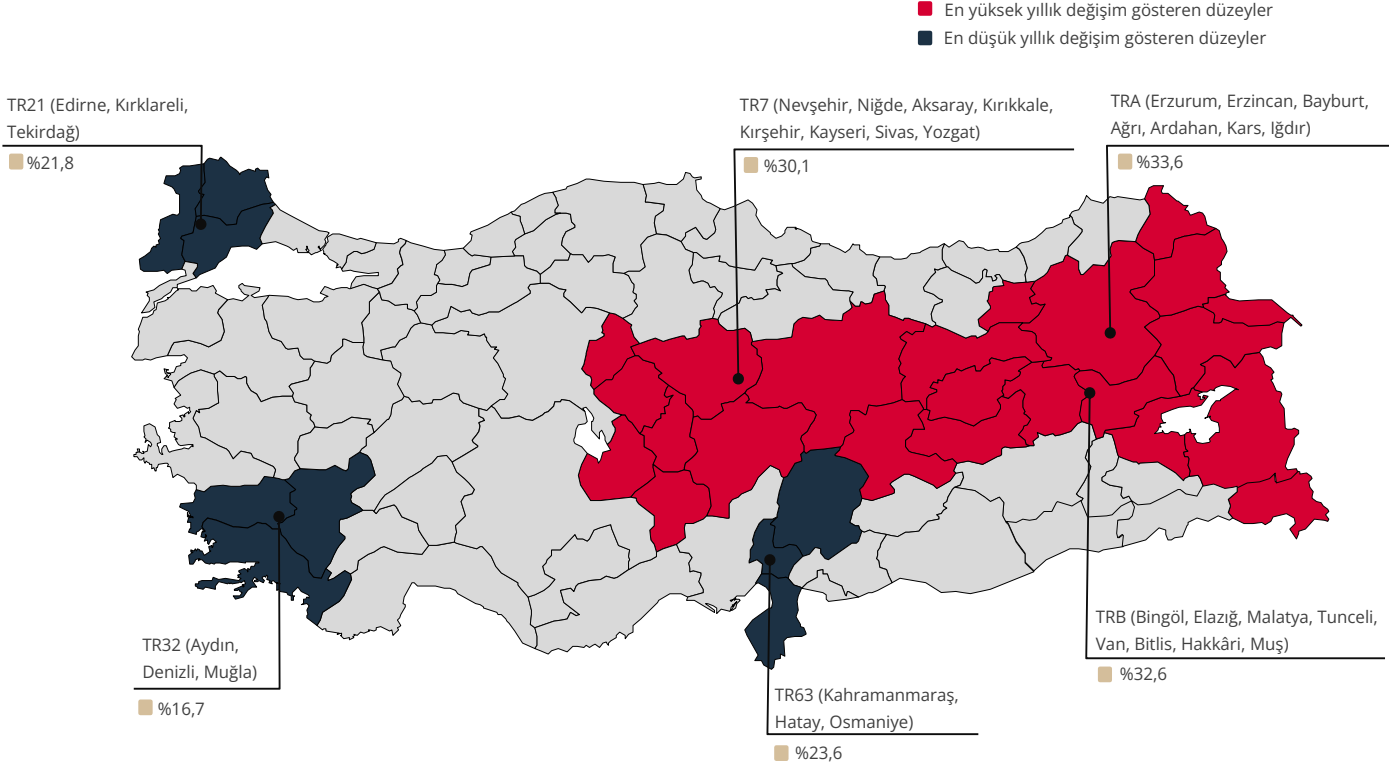 En yüksek yıllık değişim gösteren düzeyler
En düşük yıllık değişim gösteren düzeyler
TR21 (Edirne, Kırklareli,
Tekirdağ)
%21,8
TR7 (Nevşehir, Niğde, Aksaray, Kırıkkale,
Kırşehir, Kayseri, Sivas, Yozgat)
%30,1
TRA (Erzurum, Erzincan, Bayburt,
Ağrı, Ardahan, Kars, Iğdır)
%33,6
TR32 (Aydın,
Denizli, Muğla)
%16,7
TR63 (Kahramanmaraş,
Hatay, Osmaniye)
%23,6
TRB (Bingöl, Elazığ, Malatya, Tunceli,
Van, Bitlis, Hakkâri, Muş)
%32,6